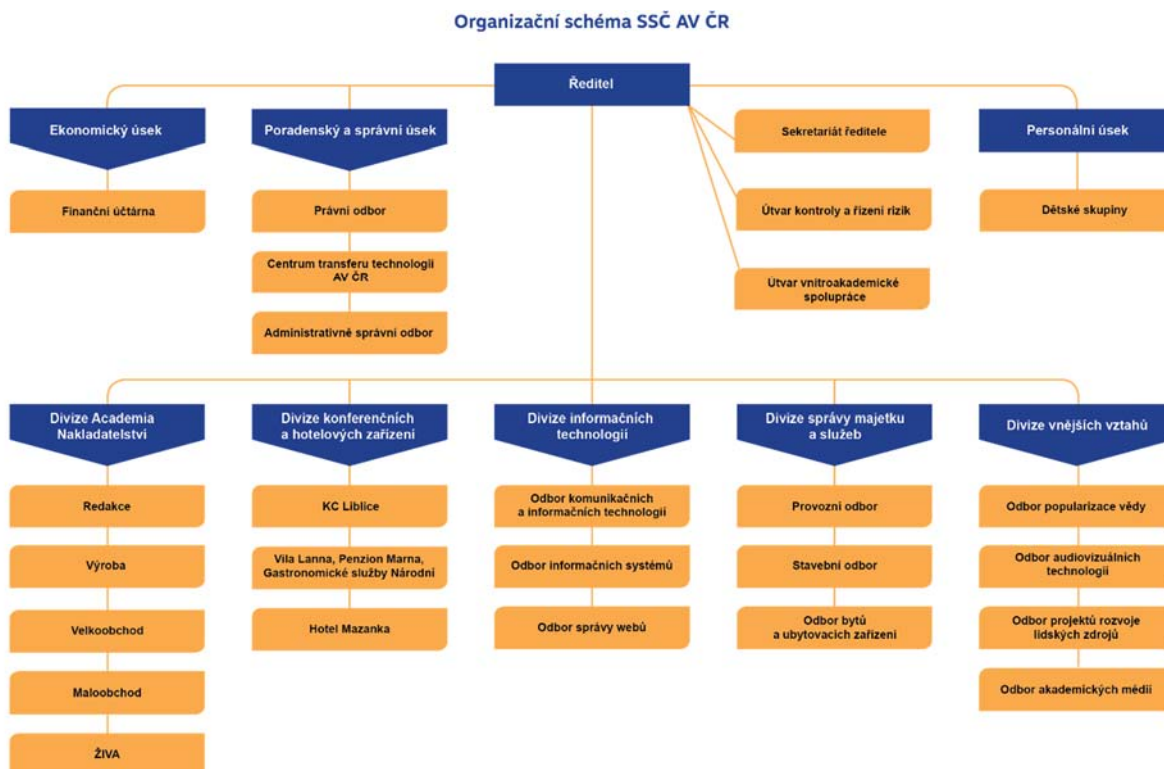 Organizační schéma SSČ AV ČR
Ředitel
Ekonomický úsek
Poradenský a správní úsek
Sekretariát ředitele
Personální úsek
Finanční účtárna
Právní odbor
Útvar kontroly a řízení rizik
Dětské skupiny
Centrum transferu technologií
AV ČR
Útvar vnitroakademické
spolupráce
Administrativně správní odbor
Divize Academia
Nakladatelství
Divize konferenčních
a hotelových zařízení
Divize informačních
technologií
Divize správy majetku
a služeb
Divize vnějších vztahů
Redakce
KC Liblice
Odbor komunikačních
a informačních technologií
Provozní odbor
Odbor popularizace vědy
Výroba
Vila Lanna, Penzion Marna,
Gastronomické služby Národní
Odbor informačních systémů
Stavební odbor
Odbor audiovizuálních
technologií
Velkoobchod
Hotel Mazanka
Odbor správy webů
Odbor bytů
a ubytovacích zařízení
Odbor projektů rozvoje
lidských zdrojů
Maloobchod
Odbor akademických médií
ŽIVA